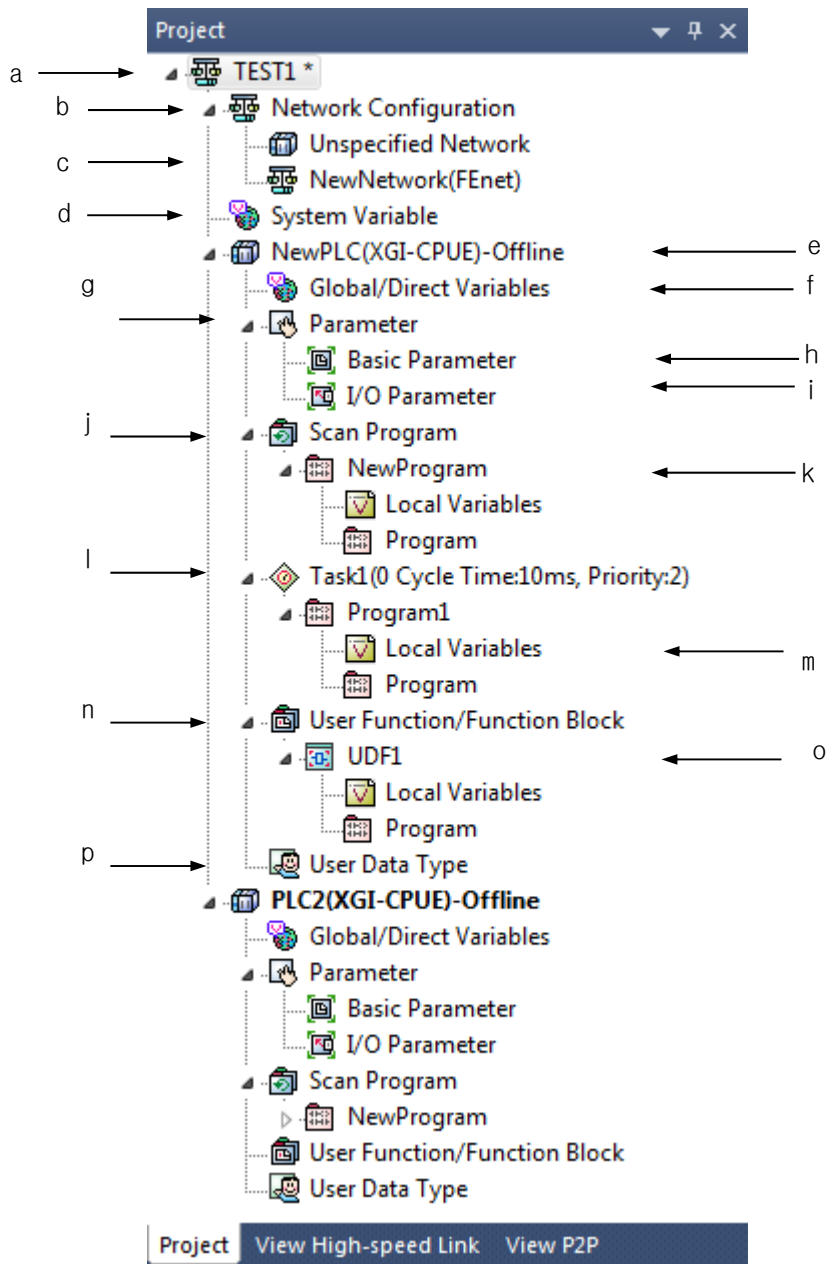 Project
a TEST1 *
b Network Configuration
Unspecified Network
c
NewNetwork(FEnet)
d System Variable
NewPLC(XGI-CPUE)-Offline e
g Global/Direct Variables f
Parameter
Basic Parameter h
I/O Parameter i
j Scan Program
NewProgram k
Local Variables
Program
l Task1(0 Cycle Time:10ms, Priority:2)
Program1
Local Variables m
Program
n User Function/Function Block
UDF1 o
Local Variables
Program
p User Data Type
PLC2(XGI-CPUE)-Offline
Global/Direct Variables
Parameter
Basic Parameter
I/O Parameter
Scan Program
NewProgram
User Function/Function Block
User Data Type
Project View High-speed Link View P2P